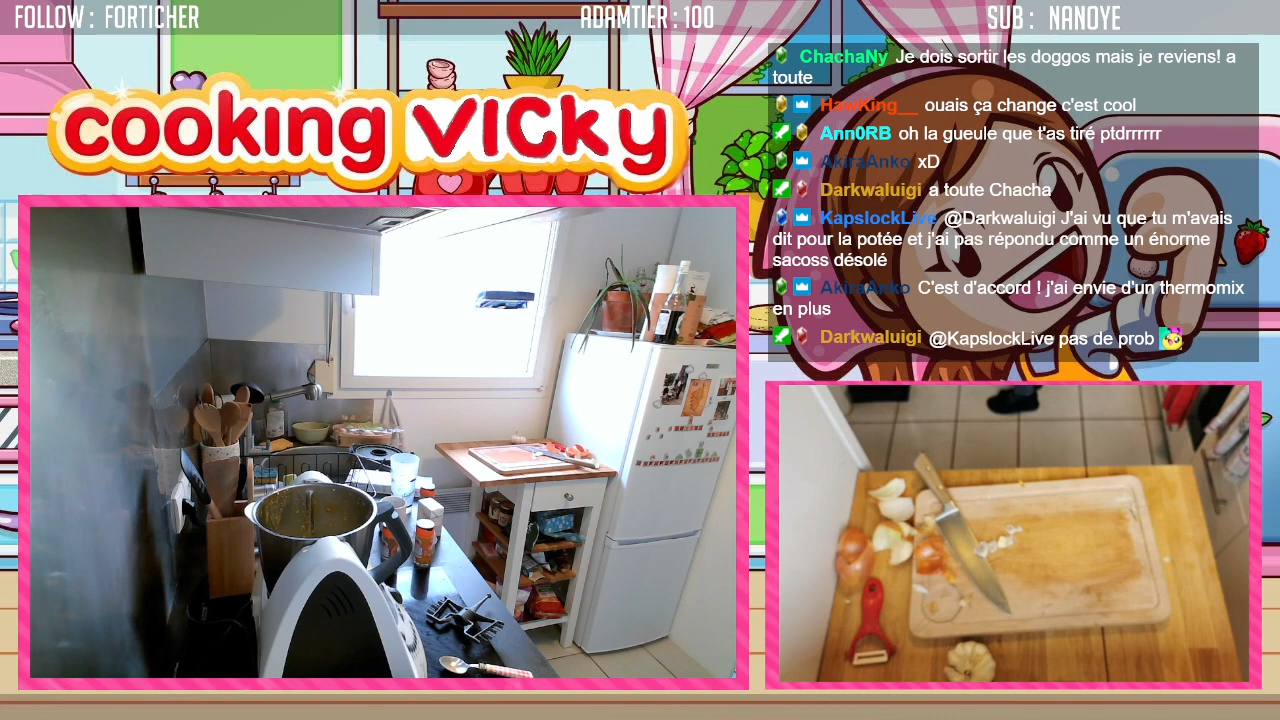 FOLLOW : FORTICHER
ADAMTIER : 100
SUB : NANOYE
cooking VICky
ChachaNy Je dois sortir les doggos mais je reviens! a
toute
HawKing__ ouais ça change c'est cool
Ann0RB oh la gueule que t'as tiré ptdrrrrrr
AkiraAnko xD
Darkwaluigi a toute Chacha
KapslockLive @Darkwaluigi J'ai vu que tu m'avais
dit pour la potée et j'ai pas répondu comme un énorme
sacoss désolé
AkiraAnko C'est d'accord ! j'ai envie d'un thermomix
en plus
Darkwaluigi @KapslockLive pas de prob